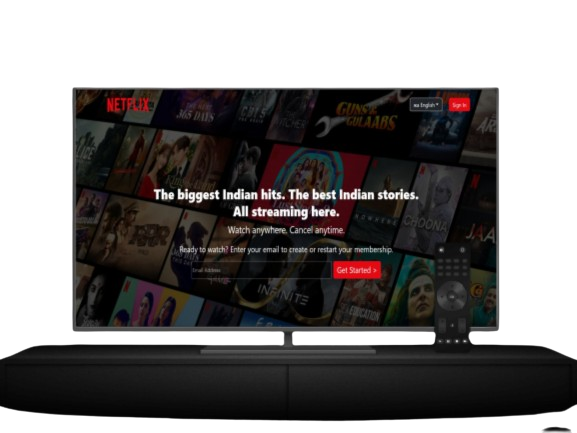 NETFLIX
English
Sign In
365 DAYS
GUNS &
GULAABS
The biggest Indian hits. The best Indian stories.
All streaming here.
Watch anywhere. Cancel anytime.
CHOONA
Ready to watch? Enter your email to create or restart your membership.
Email Address
Get Started >
INFINITE
EDUCATION